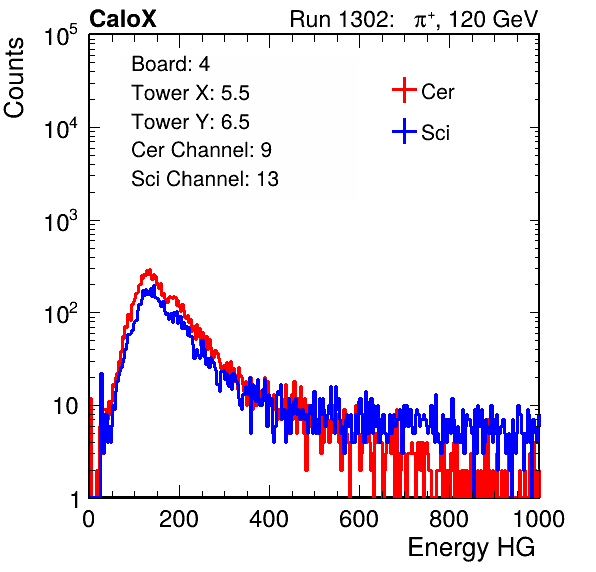 CaloX Run 1302: π⁺, 120 GeV
Counts
10⁵
10⁴
10³
10²
10
1
Board: 4
Tower X: 5.5
Tower Y: 6.5
Cer Channel: 9
Sci Channel: 13
Cer
Sci
0 200 400 600 800 1000
Energy HG